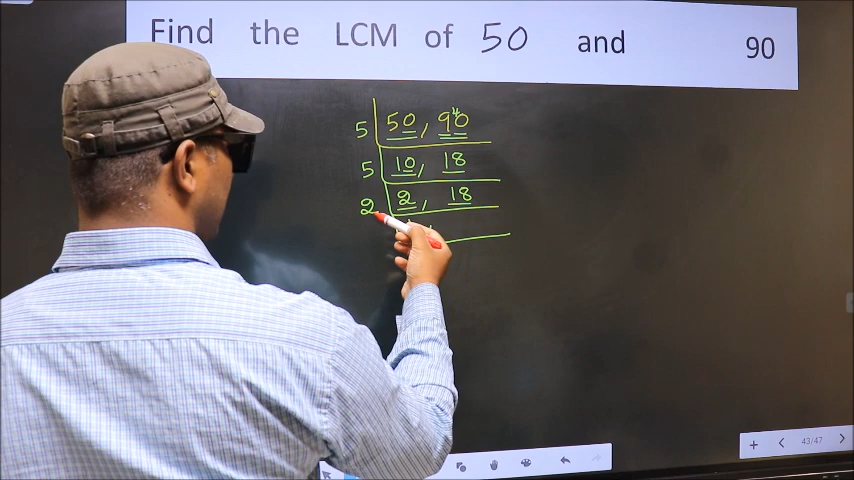 Find the LCM of 50 and 90
5 50, 90
5 10, 18
2 2, 18
43/47